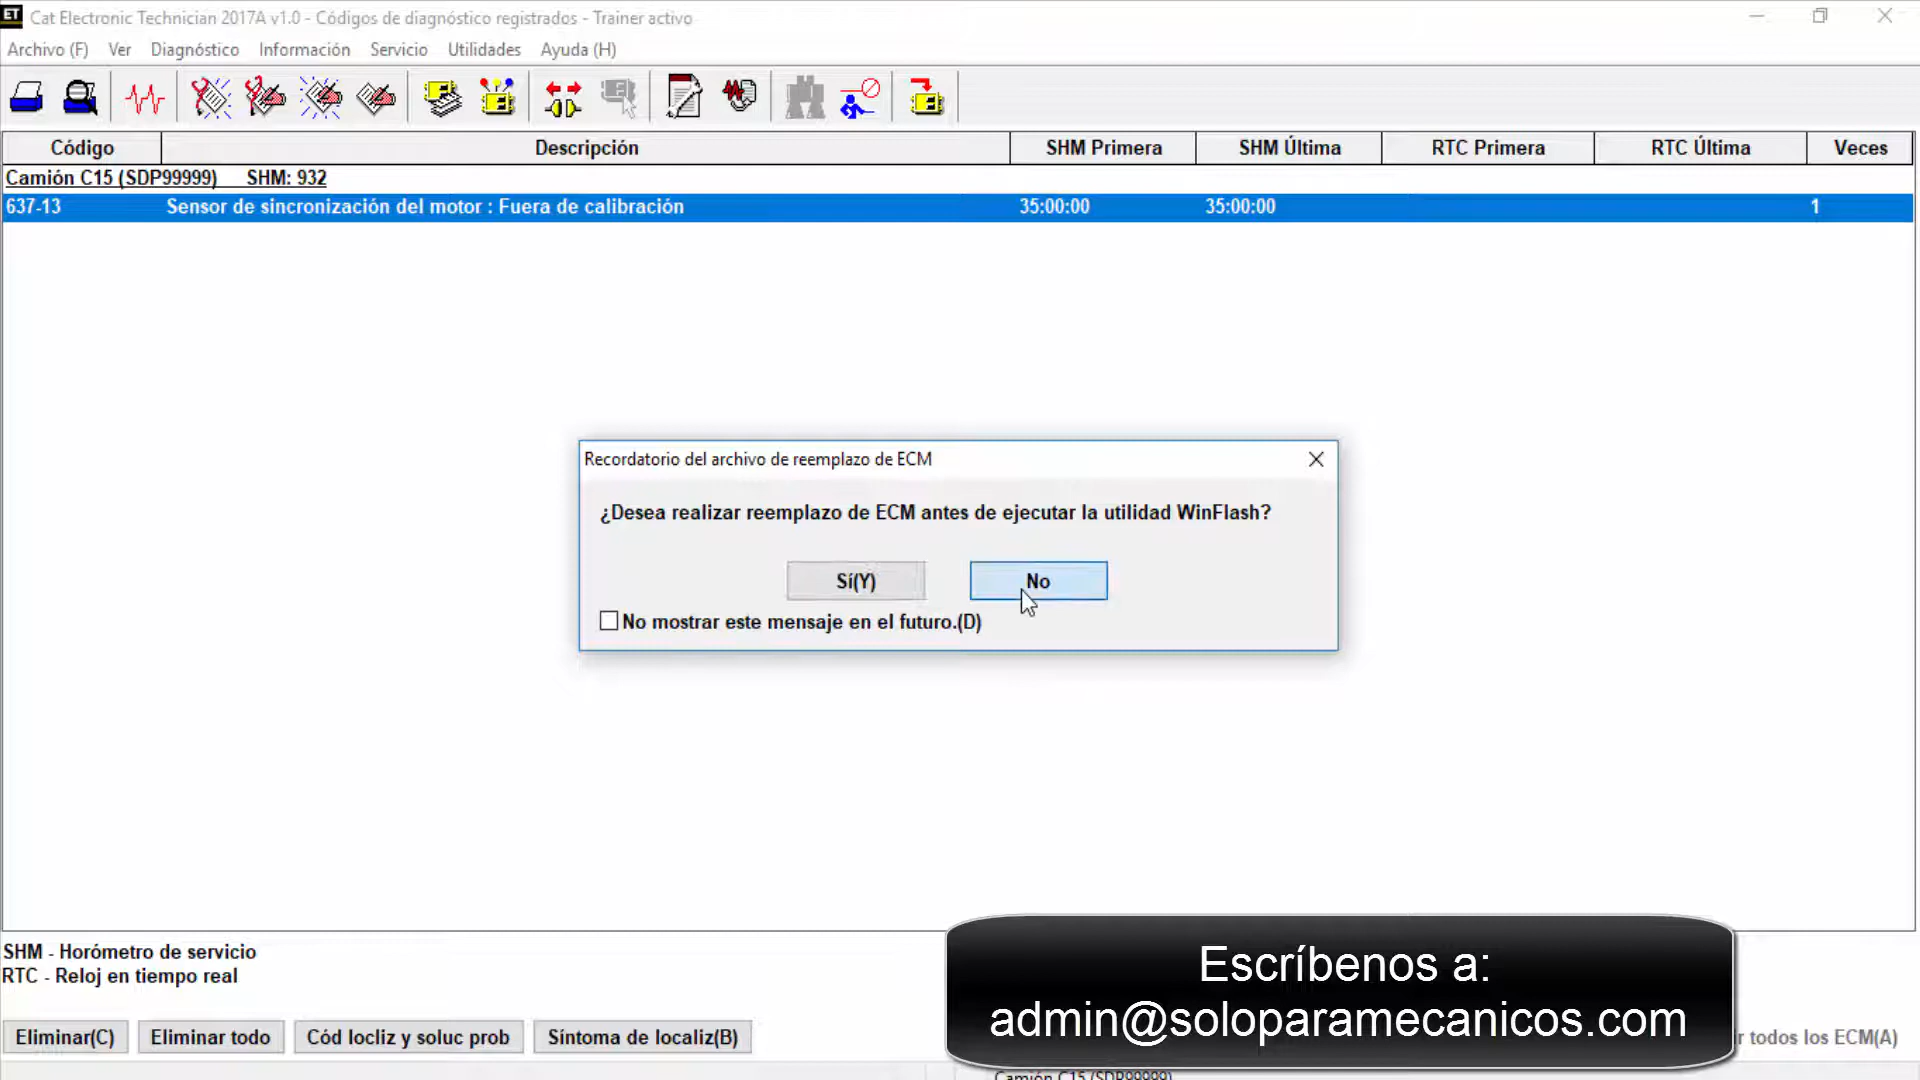 ET Cat Electronic Technician 2017A v1.0 - Códigos de diagnóstico registrados - Trainer activo
Archivo (F) Ver Diagnóstico Información Servicio Utilidades Ayuda (H)
Código Descripción SHM Primera SHM Última RTC Primera RTC Última Veces
Camión C15 (SDP99999) SHM: 932
637-13 Sensor de sincronización del motor : Fuera de calibración 35:00:00 35:00:00 1
Recordatorio del archivo de reemplazo de ECM
¿Desea realizar reemplazo de ECM antes de ejecutar la utilidad WinFlash?
Sí(Y) No
No mostrar este mensaje en el futuro.(D)
SHM - Horómetro de servicio
RTC - Reloj en tiempo real
Escríbenos a:
admin@soloparamecanicos.com
Eliminar(C) Eliminar todo Cód locliz y soluc prob Síntoma de localiz(B) todos los ECM(A)
Camión C15 (SDP99999)